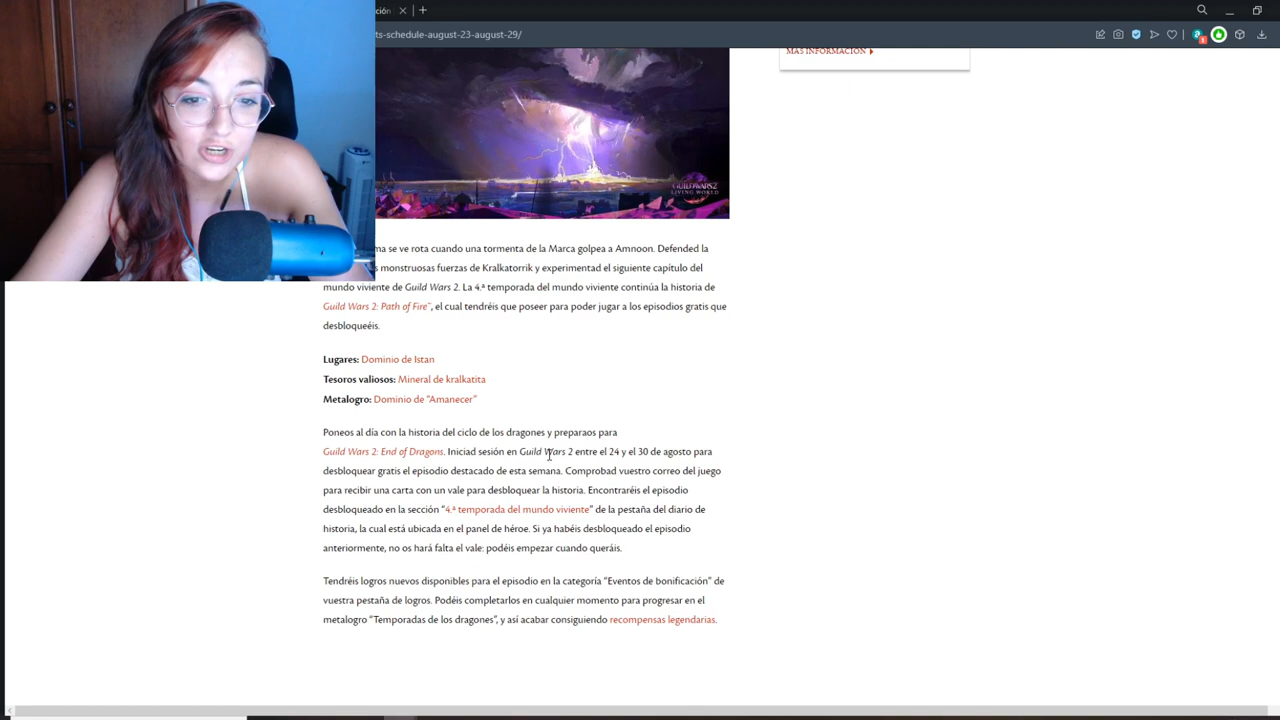 ción
ts-schedule-august-23-august-29/
MÁS INFORMACIÓN
GUILD WARS 2
LIVING WORLD
ma se ve rota cuando una tormenta de la Marca golpea a Amnoon. Defended la
monstruosas fuerzas de Kralkatorrik y experimentad el siguiente capítulo del
mundo viviente de Guild Wars 2. La 4.ª temporada del mundo viviente continúa la historia de
Guild Wars 2: Path of Fire™, el cual tendréis que poseer para poder jugar a los episodios gratis que
desbloqueéis.
Lugares: Dominio de Istan
Tesoros valiosos: Mineral de kralkatita
Metalogro: Dominio de “Amanecer”
Poneos al día con la historia del ciclo de los dragones y preparaos para
Guild Wars 2: End of Dragons. Iniciad sesión en Guild Wars 2 entre el 24 y el 30 de agosto para
desbloquear gratis el episodio destacado de esta semana. Comprobad vuestro correo del juego
para recibir una carta con un vale para desbloquear la historia. Encontraréis el episodio
desbloqueado en la sección “4.ª temporada del mundo viviente” de la pestaña del diario de
historia, la cual está ubicada en el panel de héroe. Si ya habéis desbloqueado el episodio
anteriormente, no os hará falta el vale: podéis empezar cuando queráis.
Tendréis logros nuevos disponibles para el episodio en la categoría “Eventos de bonificación” de
vuestra pestaña de logros. Podéis completarlos en cualquier momento para progresar en el
metalogro “Temporadas de los dragones”, y así acabar consiguiendo recompensas legendarias.